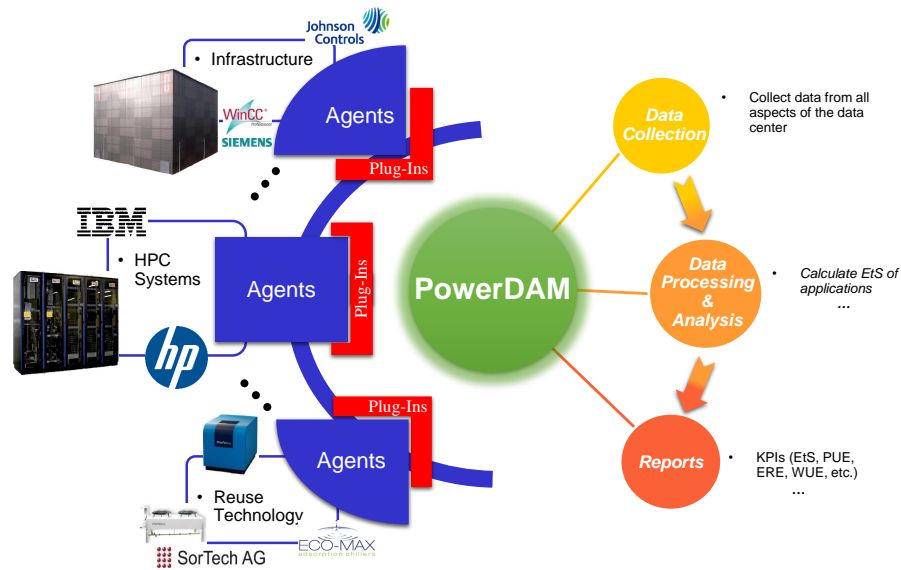 Johnson
Controls
• Infrastructure
WinCC®
SIEMENS
Agents
Plug-Ins
IBM
• HPC
Systems
hp
Agents
Plug-Ins
Plug-Ins
Agents
• Reuse
Technology
SorTech AG
ECO-MAX
adsorption chillers
PowerDAM
Data
Collection
• Collect data from all
aspects of the data
center
Data
Processing
&
Analysis
• Calculate EtS of
applications
...
Reports
• KPIs (EtS, PUE,
ERE, WUE, etc.)
...